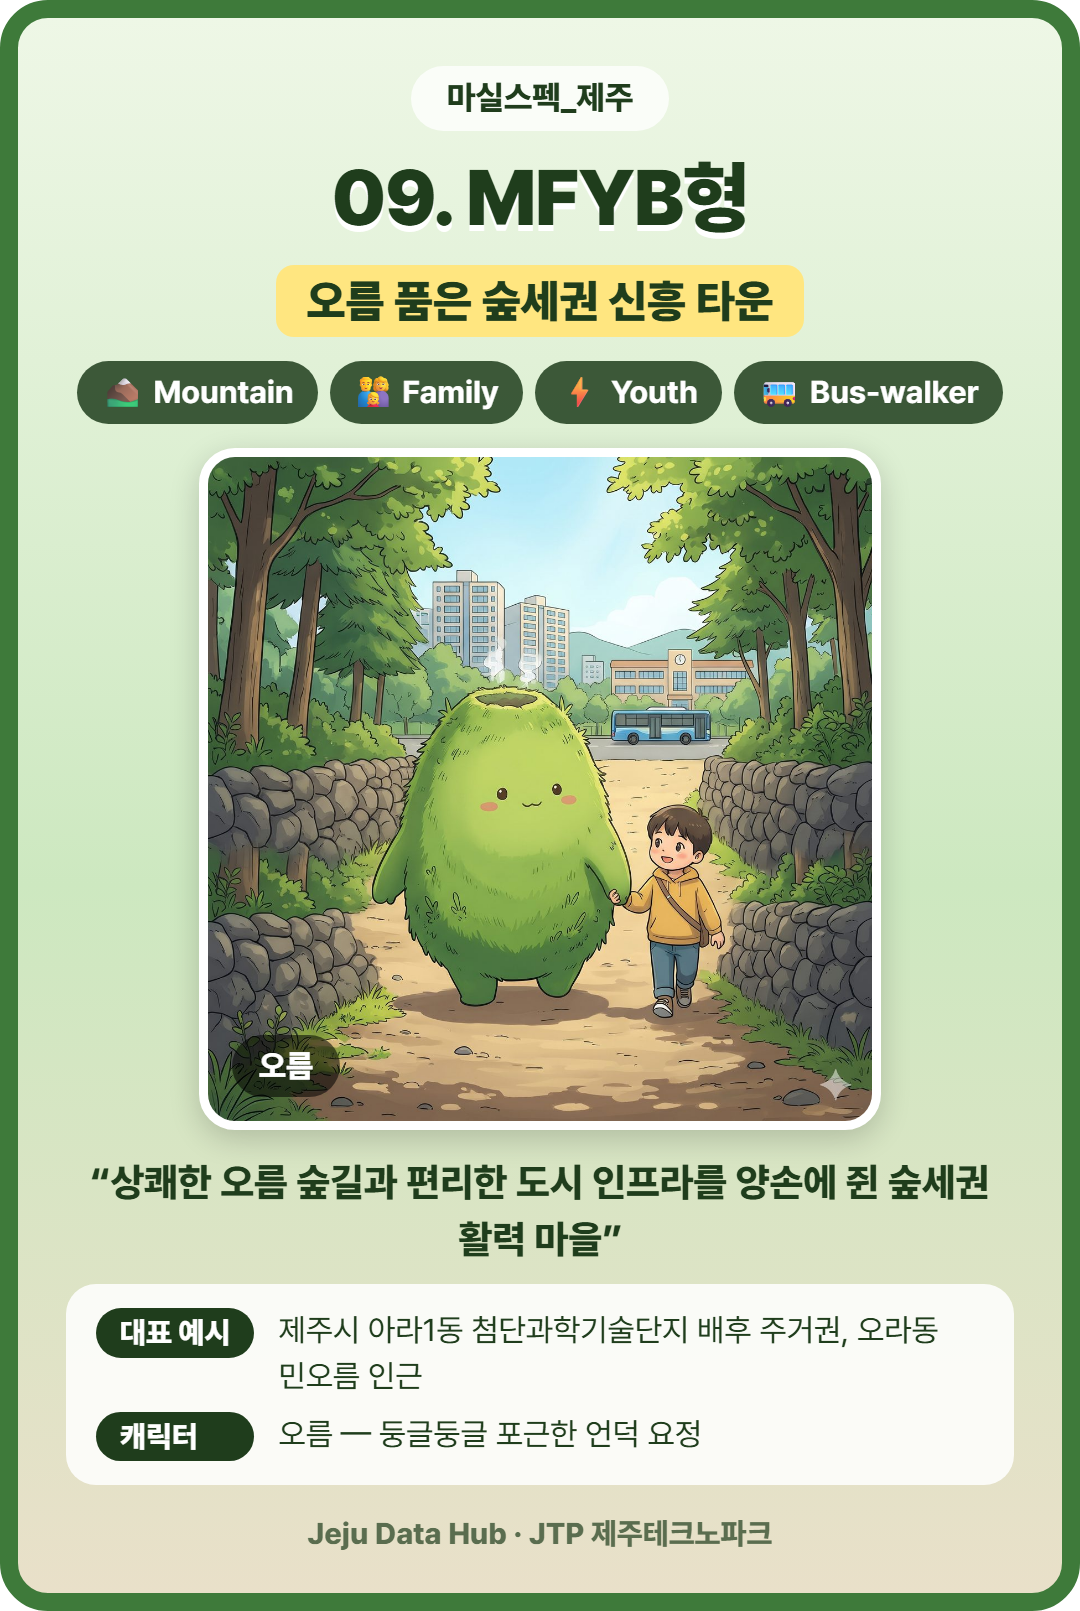 마실스펙_제주
09. MFYB형
오름 품은 숲세권 신흥 타운
Mountain
Family
Youth
Bus-walker
오름
“상쾌한 오름 숲길과 편리한 도시 인프라를 양손에 쥔 숲세권
활력 마을”
대표 예시
제주시 아라1동 첨단과학기술단지 배후 주거권, 오라동
민오름 인근
캐릭터
오름 — 둥글둥글 포근한 언덕 요정
Jeju Data Hub · JTP 제주테크노파크